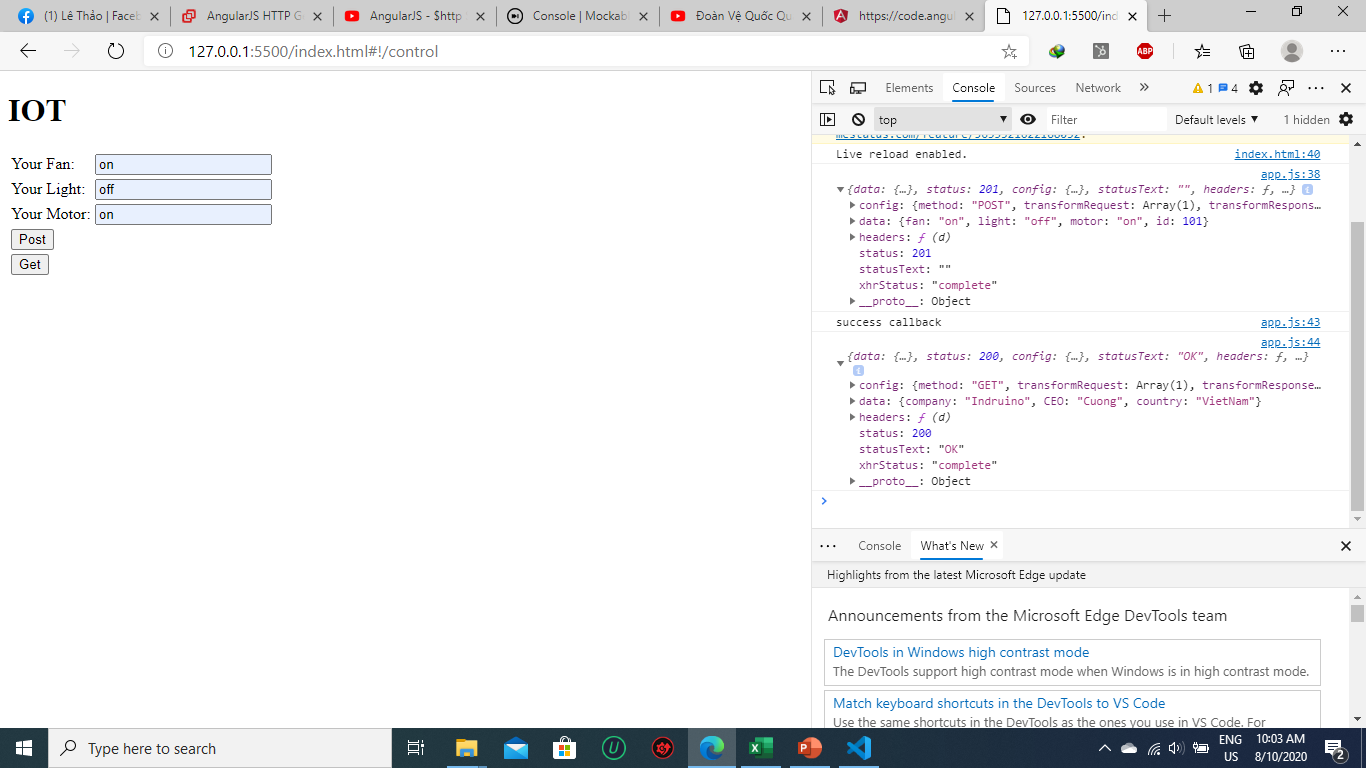 (1) Lê Thảo | Facel
AngularJS HTTP G
AngularJS - $http
Console | Mockab
Đoàn Vệ Quốc Qu
https://code.angul
127.0.0.1:5500/ind
127.0.0.1:5500/index.html#!/control
ABP
IOT
Your Fan: on
Your Light: off
Your Motor: on
Post
Get
Elements Console Sources Network » 1 4
top Filter Default levels 1 hidden
Live reload enabled. index.html:40
app.js:38
{data: {…}, status: 201, config: {…}, statusText: "", headers: ƒ, …}
config: {method: "POST", transformRequest: Array(1), transformRespons…
data: {fan: "on", light: "off", motor: "on", id: 101}
headers: ƒ (d)
status: 201
statusText: ""
xhrStatus: "complete"
__proto__: Object
success callback app.js:43
app.js:44
{data: {…}, status: 200, config: {…}, statusText: "OK", headers: ƒ, …}
config: {method: "GET", transformRequest: Array(1), transformResponse…
data: {company: "Indruino", CEO: "Cuong", country: "VietNam"}
headers: ƒ (d)
status: 200
statusText: "OK"
xhrStatus: "complete"
__proto__: Object
Console What's New
Highlights from the latest Microsoft Edge update
Announcements from the Microsoft Edge DevTools team
DevTools in Windows high contrast mode
The DevTools support high contrast mode when Windows is in high contrast mode.
Match keyboard shortcuts in the DevTools to VS Code
Use the same shortcuts in the DevTools as the ones you use in VS Code. For
Type here to search
ENG
US
10:03 AM
8/10/2020
2